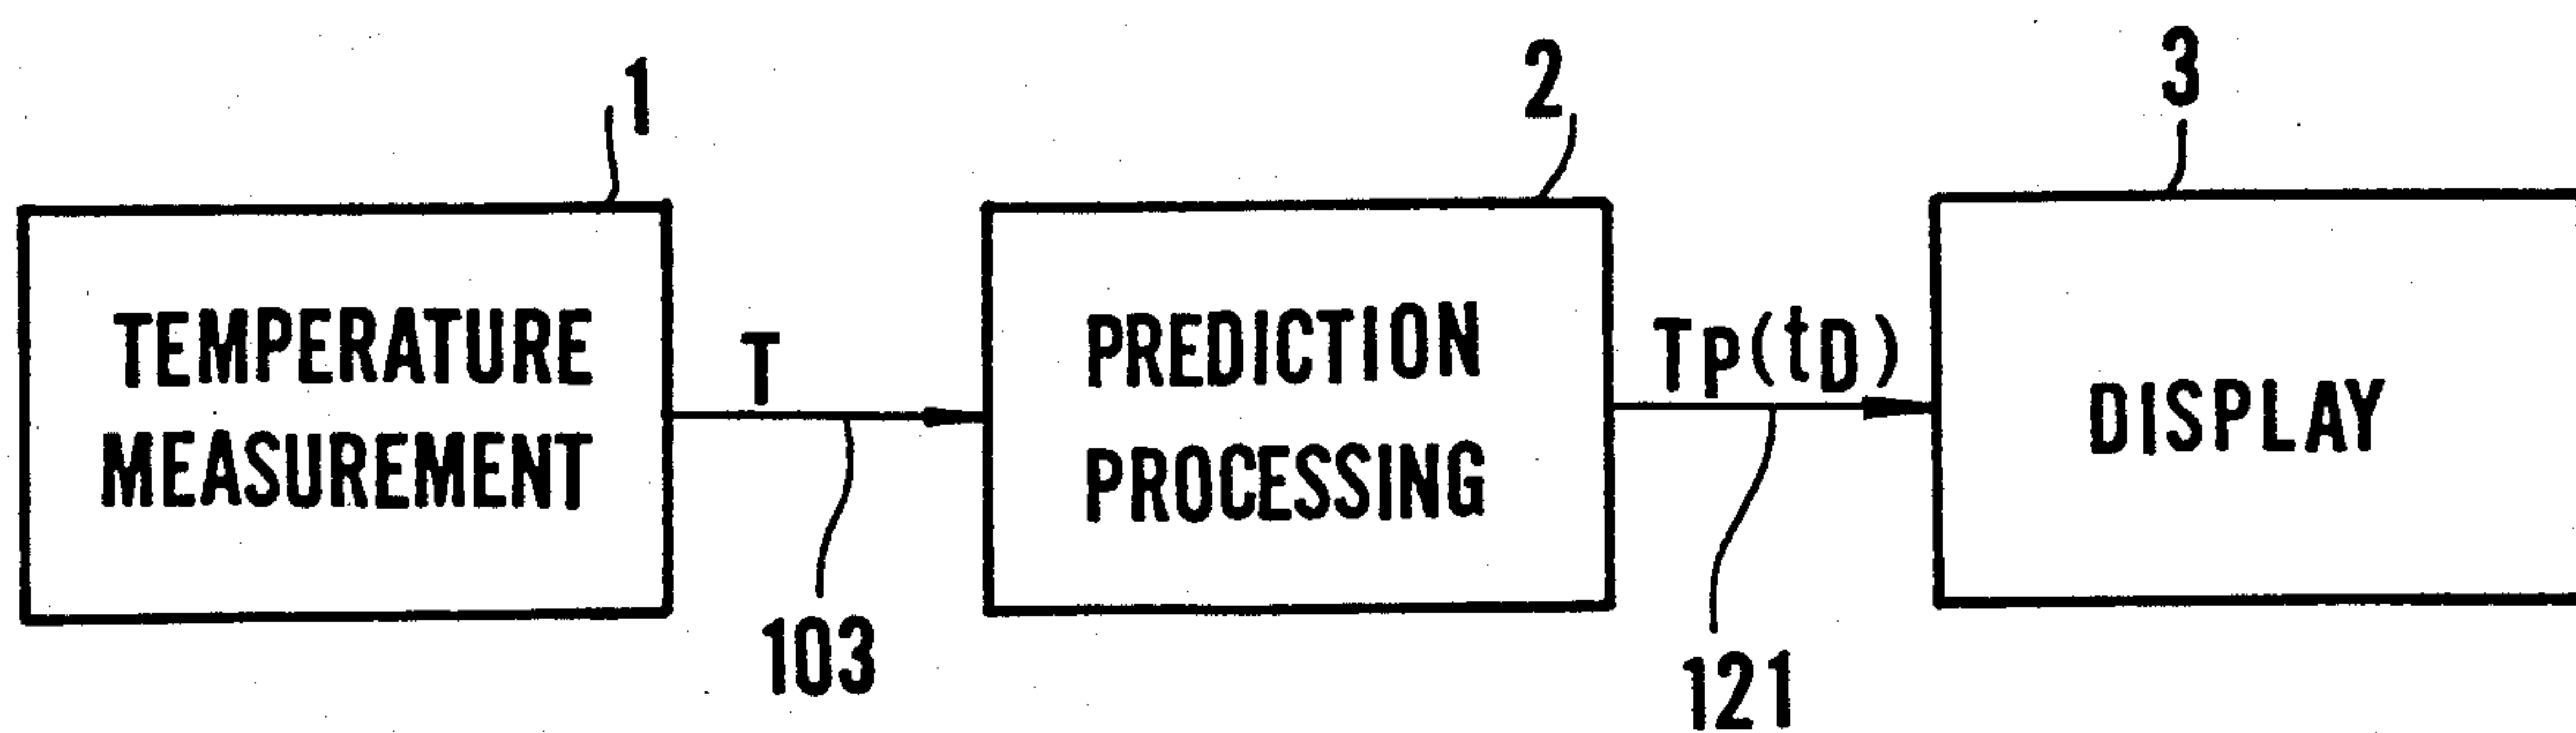 1
2
3
TEMPERATURE
MEASUREMENT
T
PREDICTION
PROCESSING
TP(tD)
DISPLAY
103
121